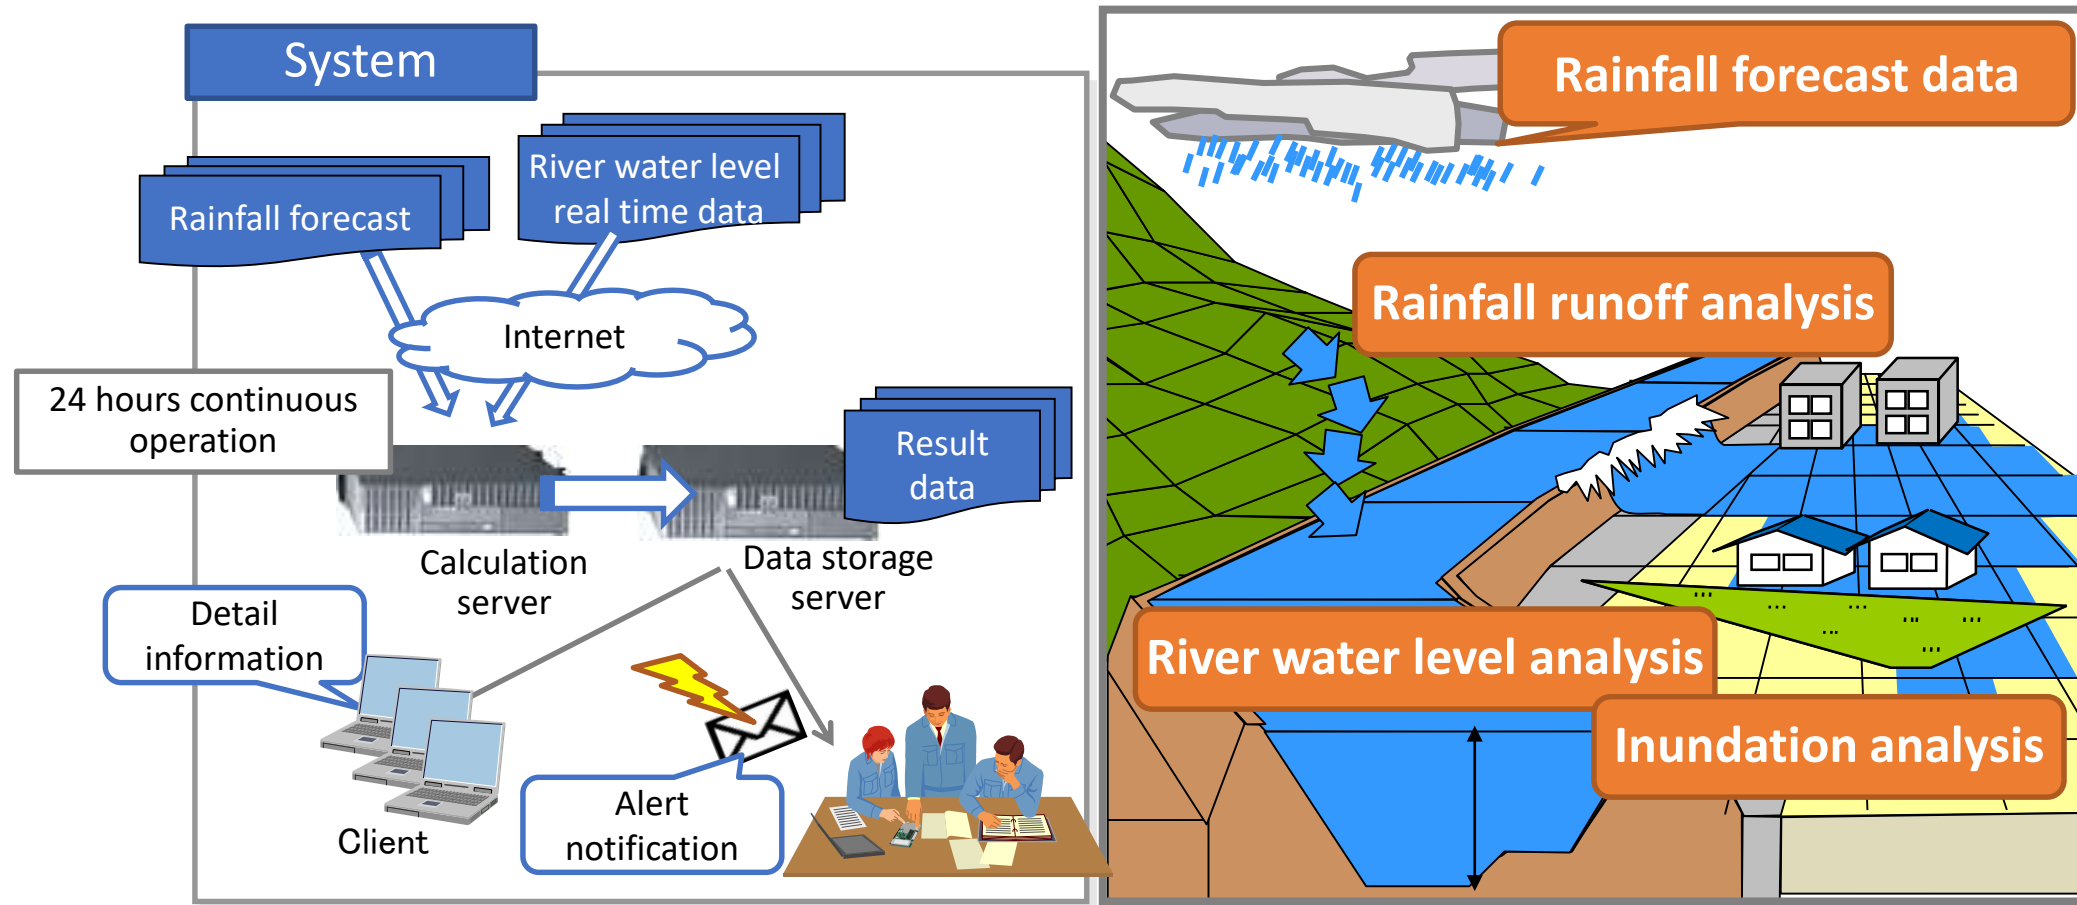 System
River water level
real time data
Rainfall forecast
Internet
24 hours continuous
operation
Result
data
Calculation
server
Data storage
server
Detail
information
Client
Alert
notification
Rainfall forecast data
Rainfall runoff analysis
River water level analysis
Inundation analysis